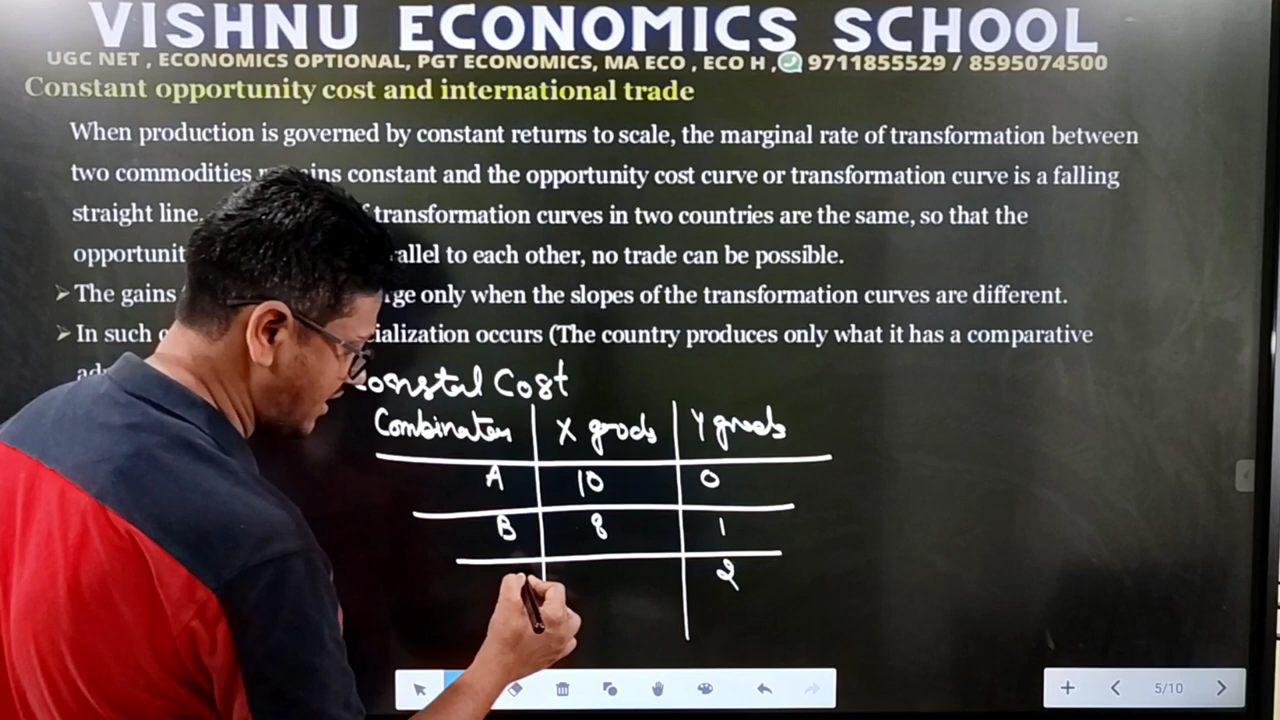 VISHNU ECONOMICS SCHOOL
UGC NET , ECONOMICS OPTIONAL, PGT ECONOMICS, MA ECO , ECO H , 9711855529 / 8595074500
Constant opportunity cost and international trade
When production is governed by constant returns to scale, the marginal rate of transformation between
two commodities constant and the opportunity cost curve or transformation curve is a falling
straight line. transformation curves in two countries are the same, so that the
to each other, no trade can be possible.
The gains only when the slopes of the transformation curves are different.
In such occurs (The country produces only what it has a comparative
Cost
X goods Y goods
A 10 0
B 8 1
2
5/10